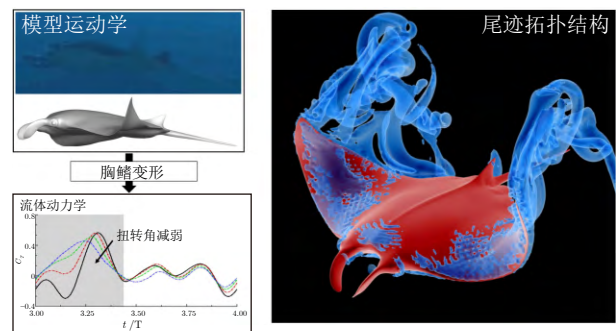 模型运动学
胸鳍变形
流体动力学
0.8
0.4
0
−0.4
C_y
扭转角减弱
3.00
3.25
3.50
3.75
4.00
t /T
尾迹拓扑结构